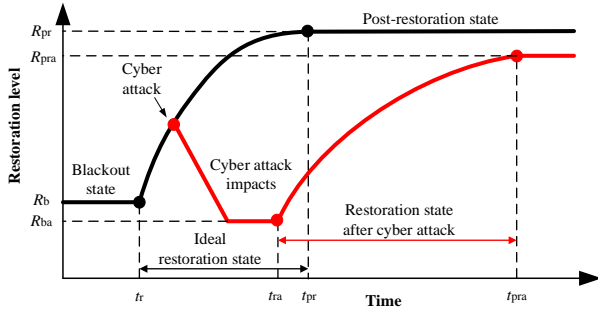 Rpr
Post-restoration state
Rpra
Cyber
attack
Restoration level
Blackout
state
Cyber attack
impacts
Rb
Rba
Restoration state
after cyber attack
Ideal
restoration state
tr
tra
tpr
Time
tpra